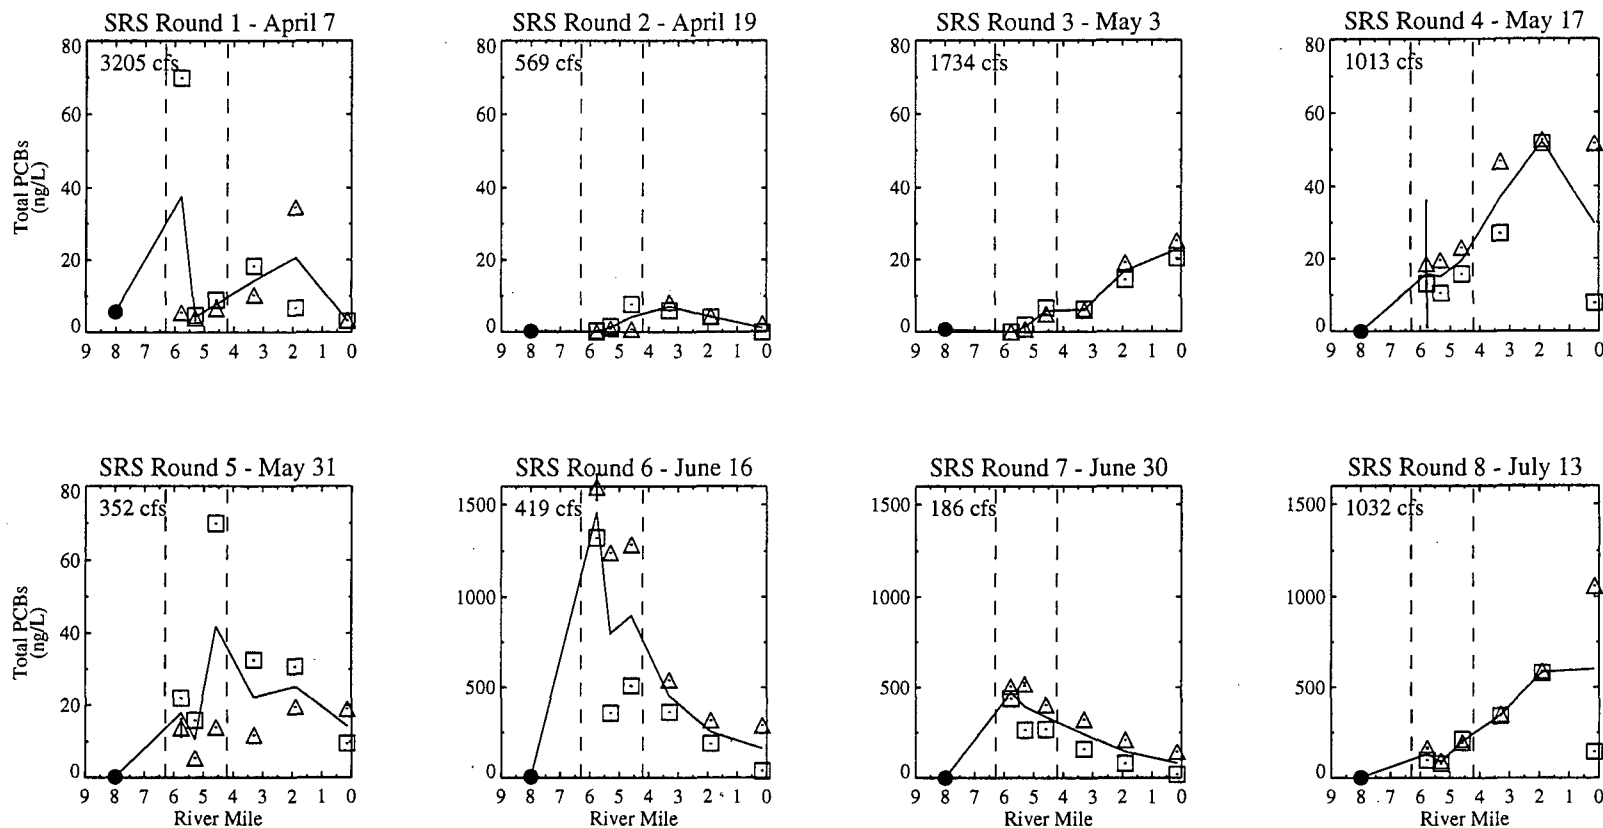 SRS Round 1 - April 7
SRS Round 2 - April 19
SRS Round 3 - May 3
SRS Round 4 - May 17
3205 cfs
569 cfs
1734 cfs
1013 cfs
Total PCBs
(ng/L)
80
60
40
20
0
80
60
40
20
0
80
60
40
20
0
80
60
40
20
0
9 8 7 6 5 4 3 2 1 0
9 8 7 6 5 4 3 2 1 0
9 8 7 6 5 4 3 2 1 0
9 8 7 6 5 4 3 2 1 0
SRS Round 5 - May 31
SRS Round 6 - June 16
SRS Round 7 - June 30
SRS Round 8 - July 13
352 cfs
419 cfs
186 cfs
1032 cfs
Total PCBs
(ng/L)
80
60
40
20
0
1500
1000
500
0
1500
1000
500
0
1500
1000
500
0
9 8 7 6 5 4 3 2 1 0
9 8 7 6 5 4 3 2 1 0
9 8 7 6 5 4 3 2 1 0
9 8 7 6 5 4 3 2 1 0
River Mile
River Mile
River Mile
River Mile